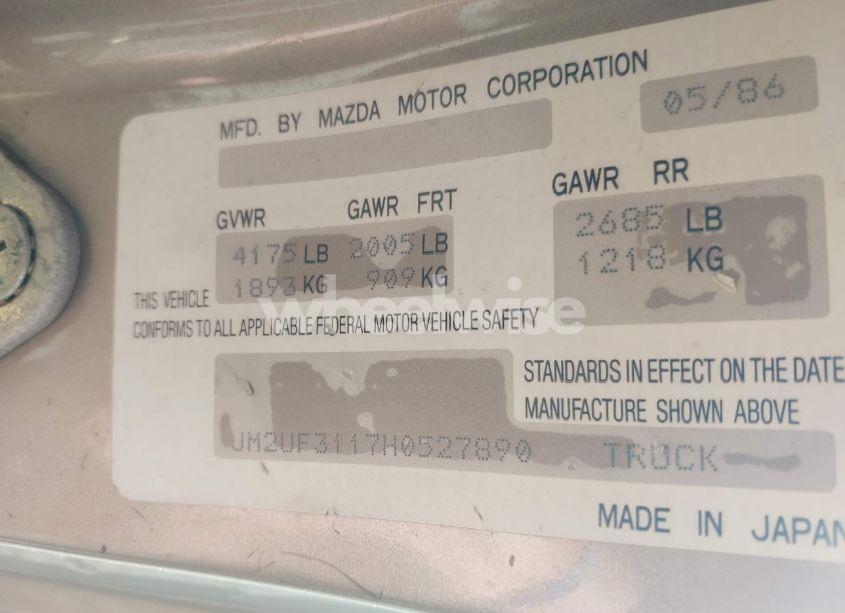 MFD. BY MAZDA MOTOR CORPORATION 05/86
GVWR GAWR FRT GAWR RR
4175 LB 2005 LB 2685 LB
1893 KG 909 KG 1218 KG
wheelwise
THIS VEHICLE
CONFORMS TO ALL APPLICABLE FEDERAL MOTOR VEHICLE SAFETY
STANDARDS IN EFFECT ON THE DATE
MANUFACTURE SHOWN ABOVE
JM2UF3117H0527890 TRUCK
MADE IN JAPAN